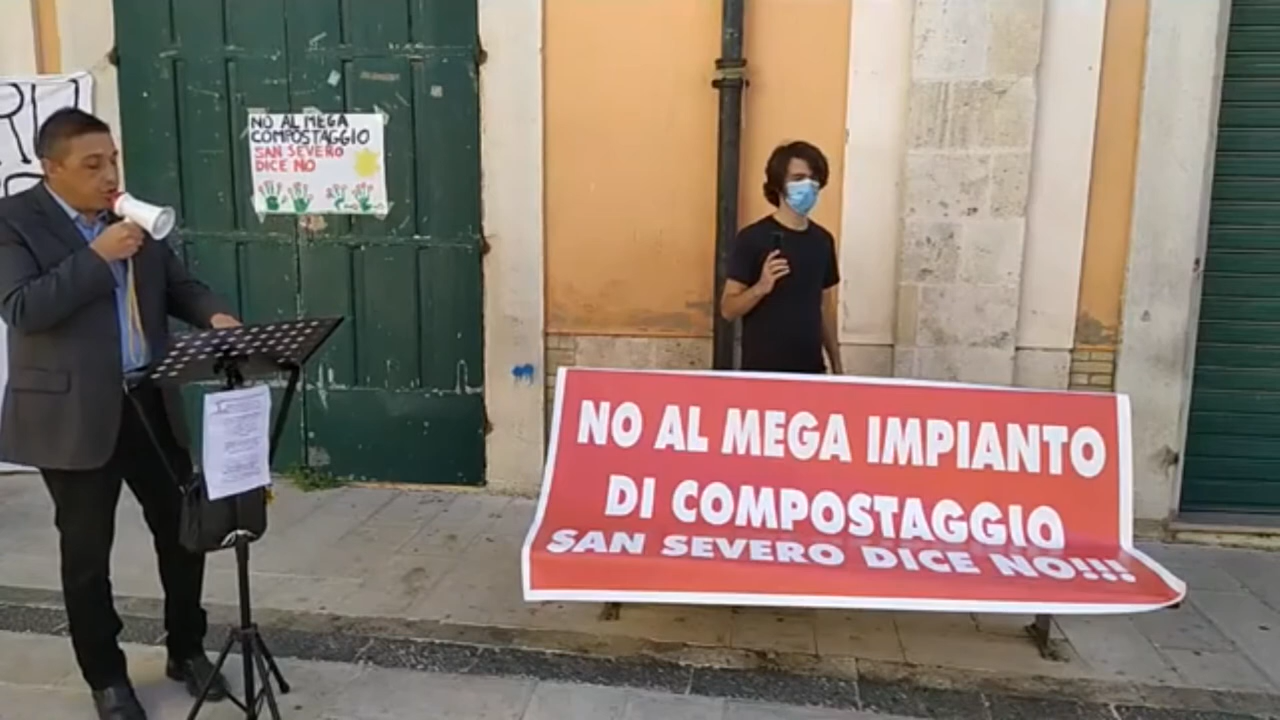 NO AL MEGA
COMPOSTAGGIO
SAN SEVERO
DICE NO
NO AL MEGA IMPIANTO
DI COMPOSTAGGIO
SAN SEVERO DICE NO!!!